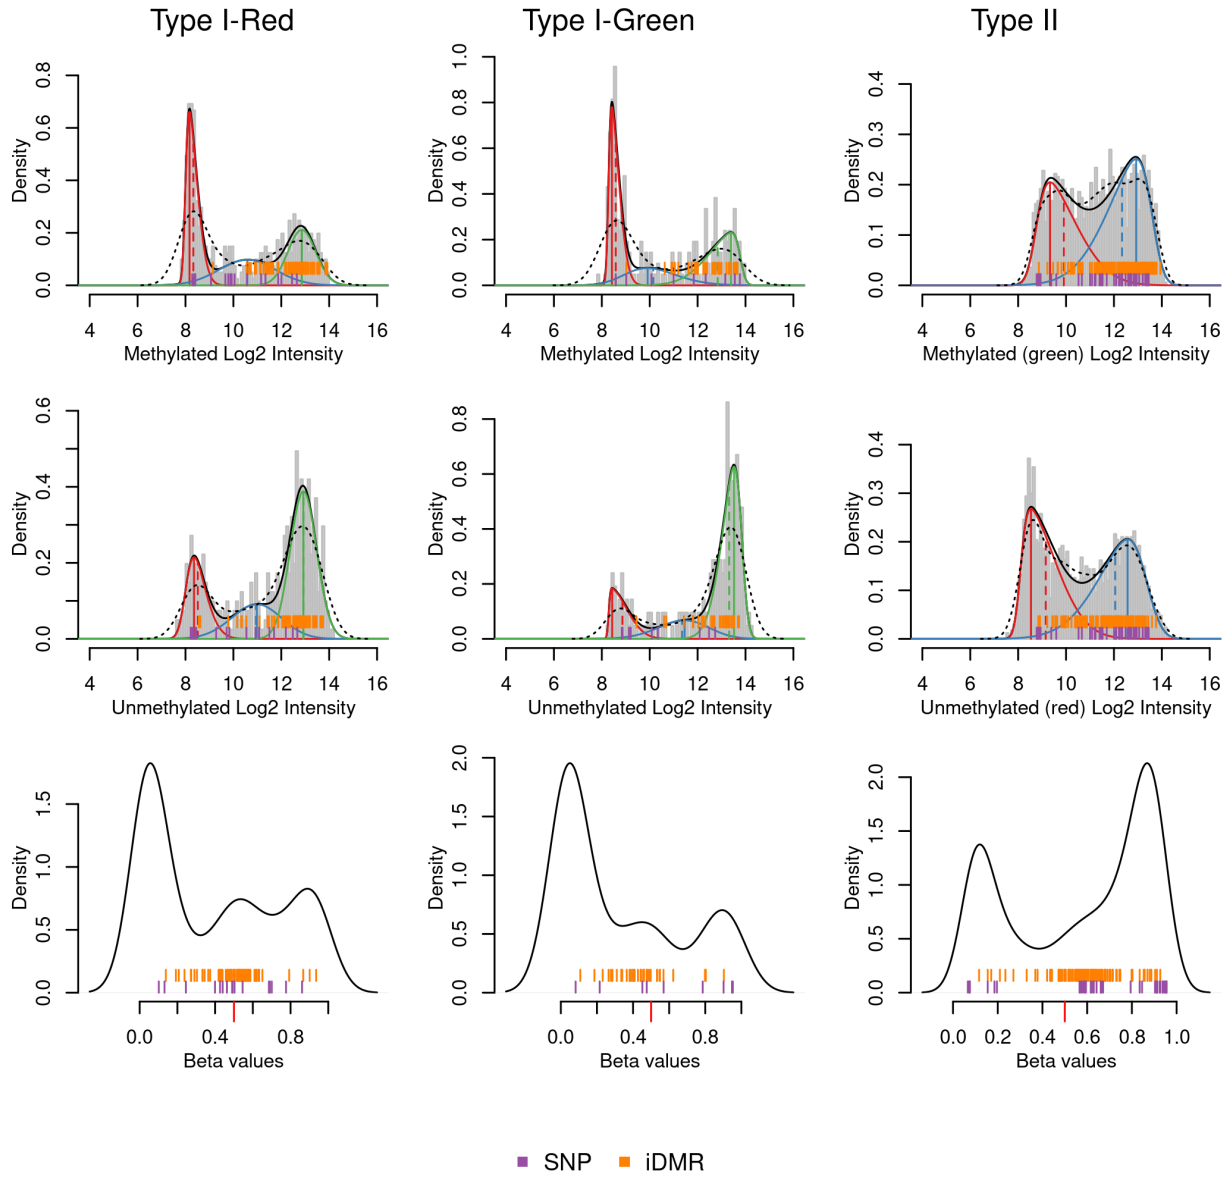 Type I-Red Type I-Green Type II
Density 0.0 0.2 0.4 0.6 0.8
4 6 8 10 12 14 16
Methylated Log2 Intensity
Density 0.0 0.2 0.4 0.6 0.8 1.0
4 6 8 10 12 14 16
Methylated Log2 Intensity
Density 0.0 0.1 0.2 0.3 0.4
4 6 8 10 12 14 16
Methylated (green) Log2 Intensity
Density 0.0 0.2 0.4 0.6
4 6 8 10 12 14 16
Unmethylated Log2 Intensity
Density 0.0 0.2 0.4 0.6 0.8
4 6 8 10 12 14 16
Unmethylated Log2 Intensity
Density 0.0 0.1 0.2 0.3 0.4
4 6 8 10 12 14 16
Unmethylated (red) Log2 Intensity
Density 0.0 0.5 1.0 1.5
0.0 0.4 0.8
Beta values
Density 0.0 0.5 1.0 1.5 2.0
0.0 0.4 0.8
Beta values
Density 0.0 0.5 1.0 1.5 2.0
0.0 0.2 0.4 0.6 0.8 1.0
Beta values
SNP iDMR